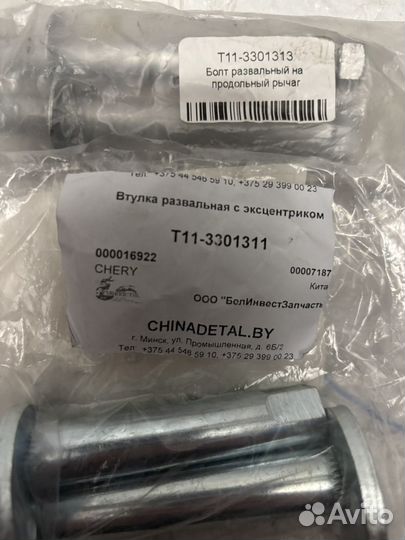 T11-3301313
Болт развальный на
продольный рычаг
Тел: +375 44 546 59 10, +375 29 399 00 23
Втулка развальная с эксцентриком
T11-3301311
000016922
00007187
CHERY
Кита
ООО "БелИнвестЗапчасть
CHINADETAL.BY
г. Минск, ул. Промышленная, д. 6Б/2
Тел: +375 44 546 59 10, +375 29 399 00 23
Avito